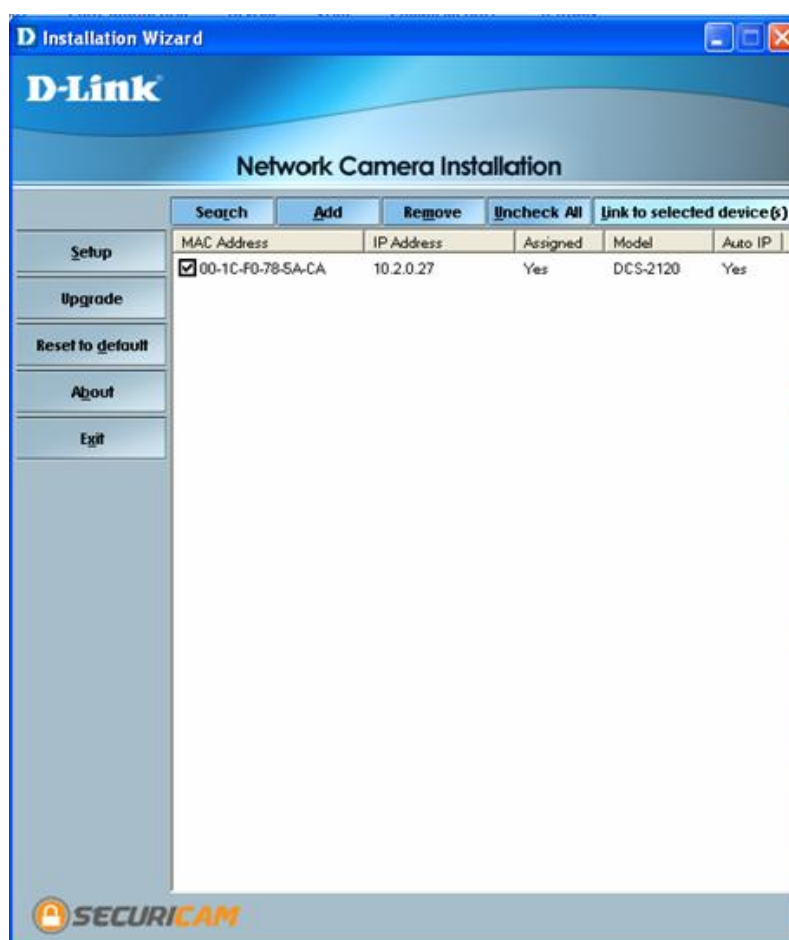 D Installation Wizard
D-Link
Network Camera Installation
Search Add Remove Uncheck All Link to selected device(s)
MAC Address IP Address Assigned Model Auto IP
00-1C-F0-78-5A-CA 10.2.0.27 Yes DCS-2120 Yes
Setup
Upgrade
Reset to default
About
Exit
SECURICAM